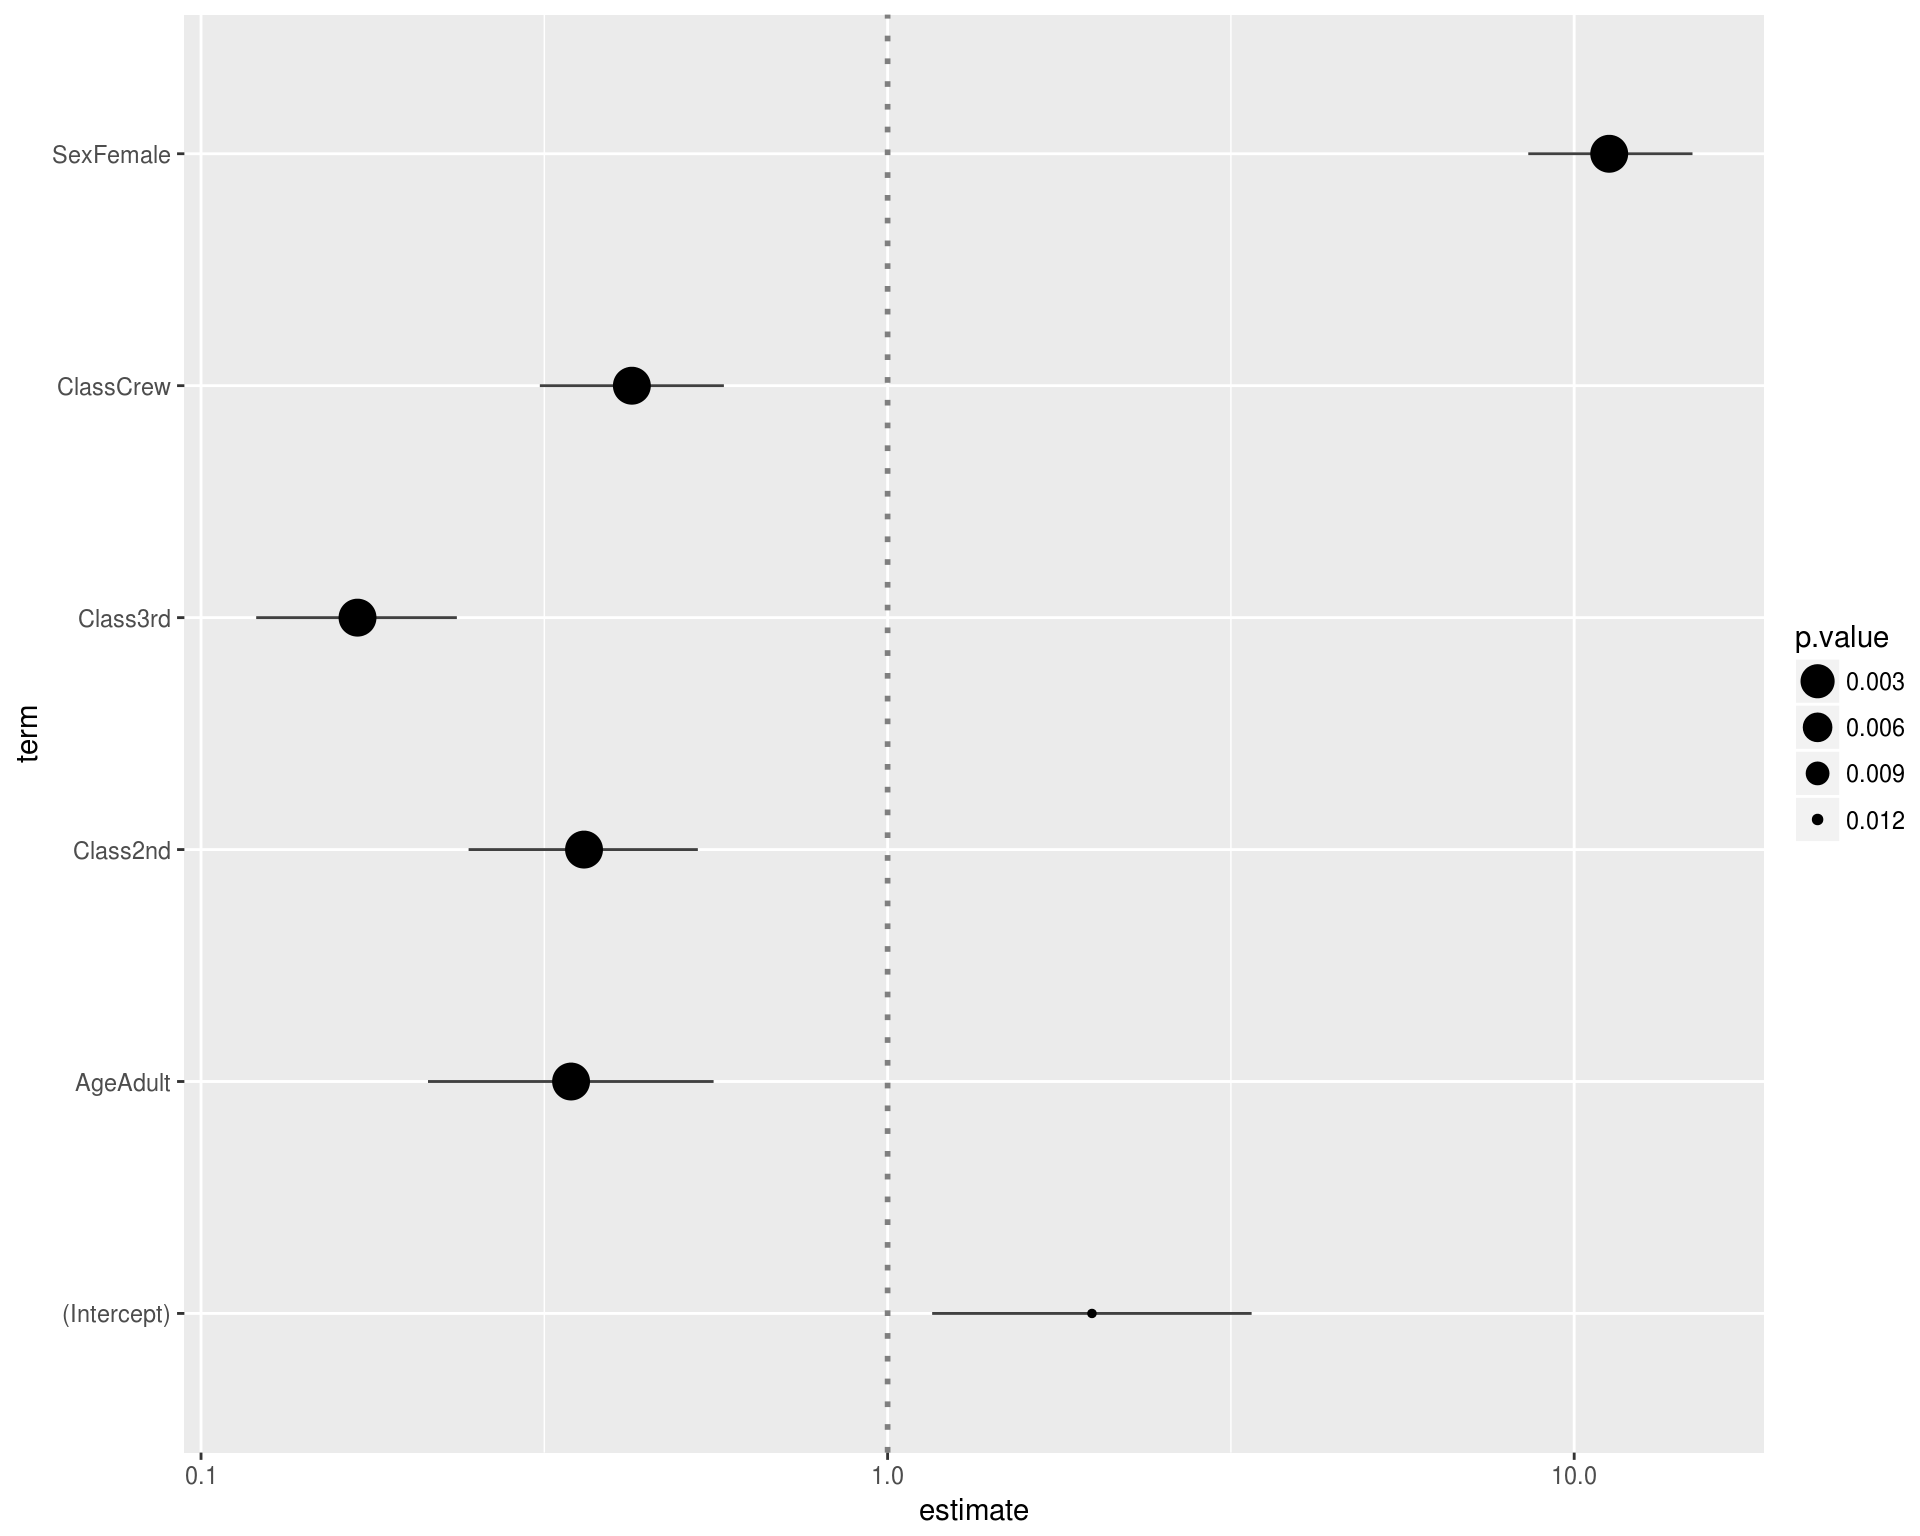 SexFemale
ClassCrew
Class3rd
Class2nd
AgeAdult
(Intercept)
term
0.1
1.0
10.0
estimate
p.value
0.003
0.006
0.009
0.012